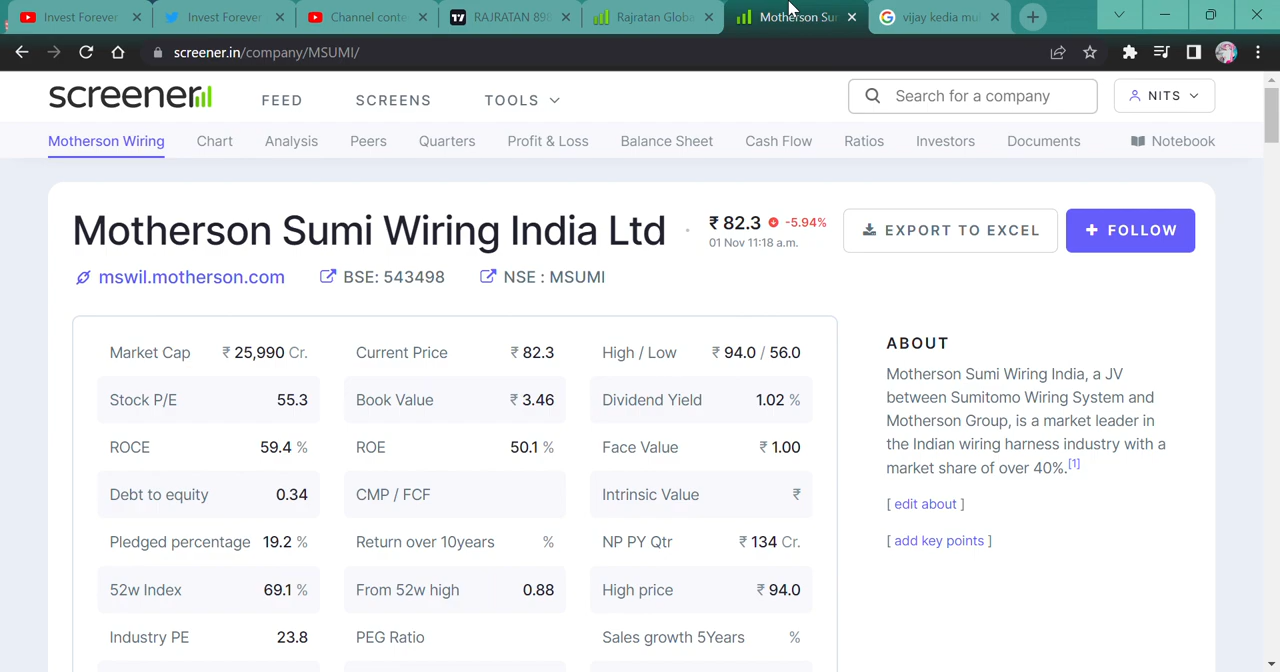 Invest Forever
Invest Forever
Channel conte
TV
RAJRATAN 898
Rajratan Globa
Motherson Sur
G
vijay kedia mu
screener.in/company/MSUMI/
screener
FEED
SCREENS
TOOLS
Search for a company
NITS
Motherson Wiring
Chart
Analysis
Peers
Quarters
Profit & Loss
Balance Sheet
Cash Flow
Ratios
Investors
Documents
Notebook
Motherson Sumi Wiring India Ltd
₹ 82.3 -5.94%
01 Nov 11:18 a.m.
EXPORT TO EXCEL
+ FOLLOW
mswil.motherson.com
BSE: 543498
NSE : MSUMI
Market Cap ₹ 25,990 Cr.
Current Price ₹ 82.3
High / Low ₹ 94.0 / 56.0
Stock P/E 55.3
Book Value ₹ 3.46
Dividend Yield 1.02 %
ROCE 59.4 %
ROE 50.1 %
Face Value ₹ 1.00
Debt to equity 0.34
CMP / FCF
Intrinsic Value ₹
Pledged percentage 19.2 %
Return over 10years %
NP PY Qtr ₹ 134 Cr.
52w Index 69.1 %
From 52w high 0.88
High price ₹ 94.0
Industry PE 23.8
PEG Ratio
Sales growth 5Years %
ABOUT
Motherson Sumi Wiring India, a JV
between Sumitomo Wiring System and
Motherson Group, is a market leader in
the Indian wiring harness industry with a
market share of over 40%.[1]
[ edit about ]
[ add key points ]